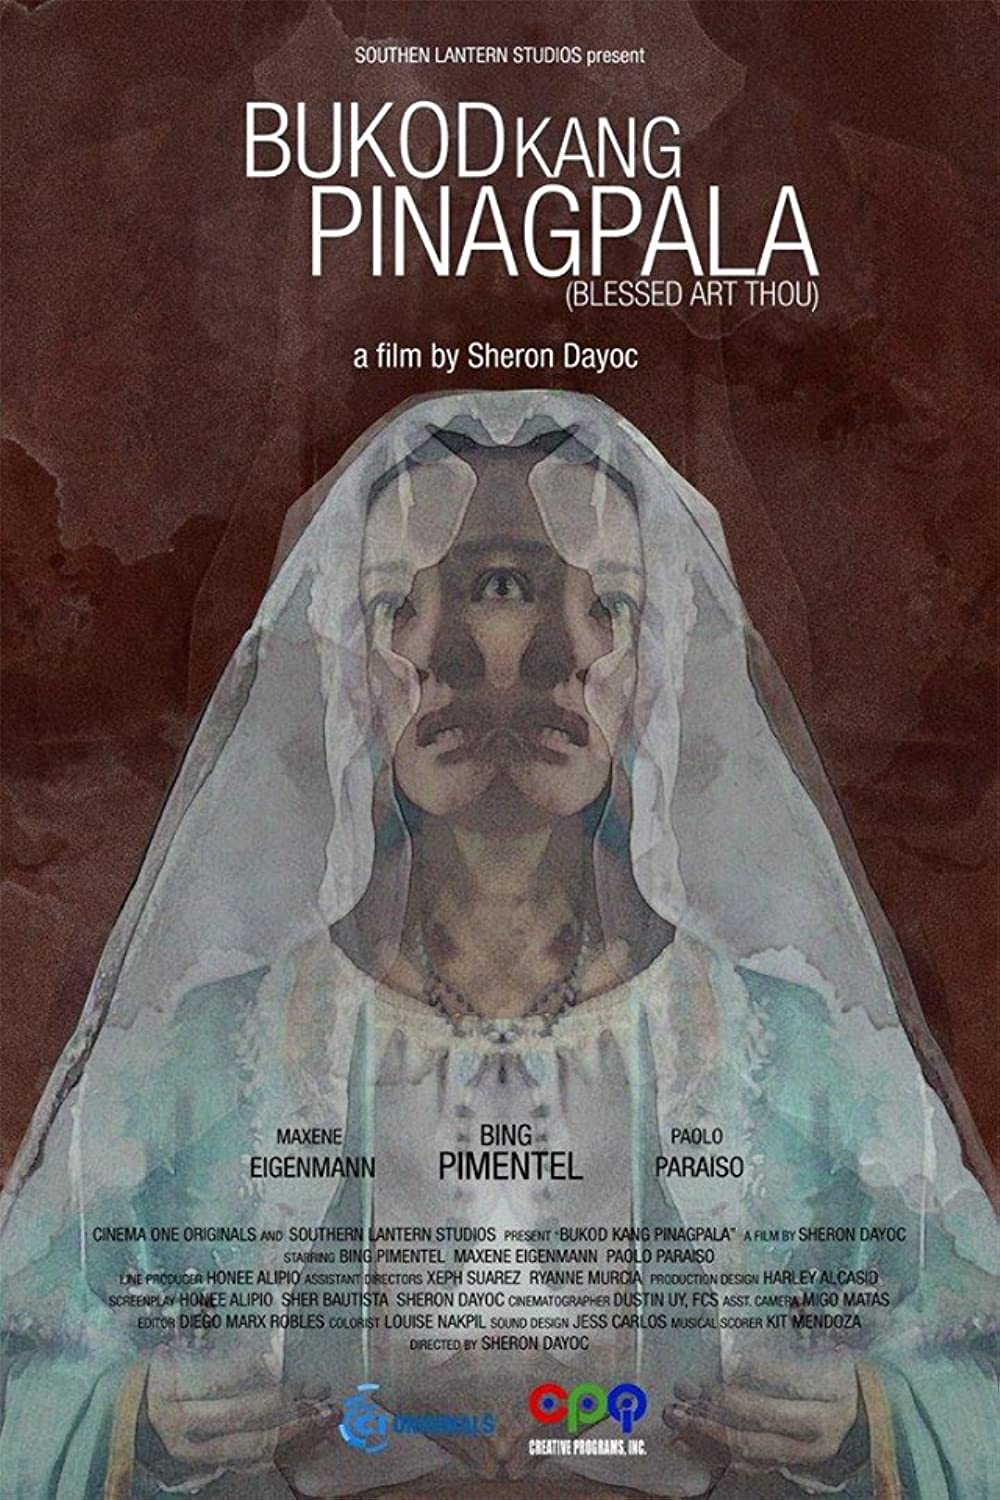 SOUTHEN LANTERN STUDIOS present
BUKOD KANG
PINAGPALA
(BLESSED ART THOU)
a film by Sheron Dayoc
MAXENE
EIGENMANN
BING
PIMENTEL
PAOLO
PARAISO
CINEMA ONE ORIGINALS AND SOUTHERN LANTERN STUDIOS PRESENT "BUKOD KANG PINAGPALA" A FILM BY SHERON DAYOC
STARRING BING PIMENTEL MAXENE EIGENMANN PAOLO PARAISO
LINE PRODUCER HONEE ALIPIO ASSISTANT DIRECTORS XEPH SUAREZ RYANNE MURCIA PRODUCTION DESIGN HARLEY ALCASID
SCREENPLAY HONEE ALIPIO SHER BAUTISTA SHERON DAYOC CINEMATOGRAPHER DUSTIN UY, FCS ASST. CAMERA MIGO MATAS
EDITOR DIEGO MARX ROBLES COLORIST LOUISE NAKPIL SOUND DESIGN JESS CARLOS MUSICAL SCORER KIT MENDOZA
DIRECTED BY SHERON DAYOC
C1 ORIGINALS
cpi
CREATIVE PROGRAMS, INC.